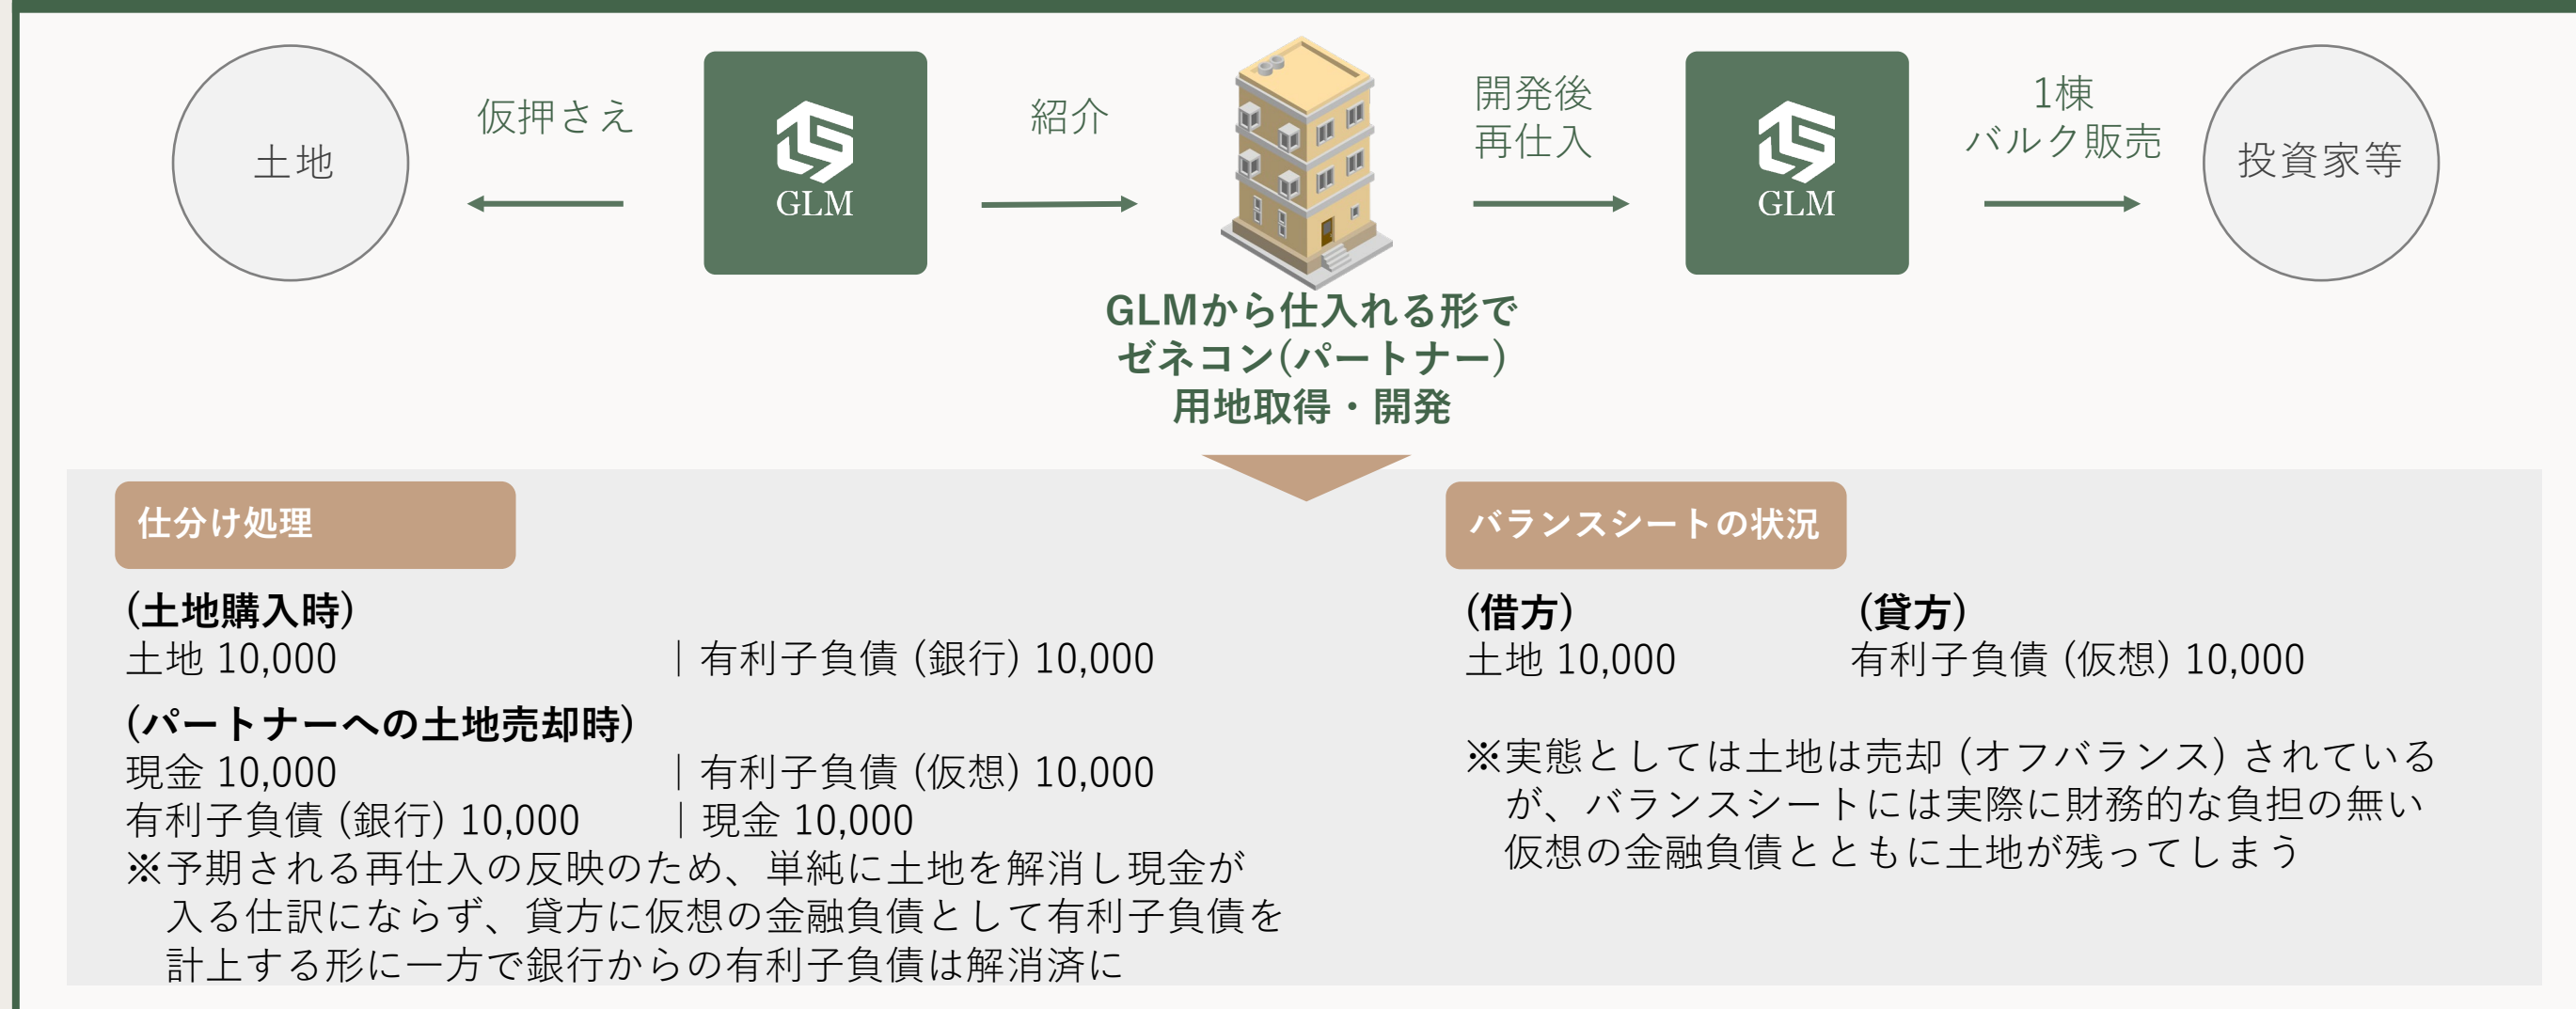 土地
仮押さえ
GLM
紹介
開発後
再仕入
GLM
1棟
バルク販売
投資家等
GLMから仕入れる形で
ゼネコン(パートナー)
用地取得・開発
仕分け処理
(土地購入時)
土地 10,000 | 有利子負債 (銀行) 10,000
(パートナーへの土地売却時)
現金 10,000 | 有利子負債 (仮想) 10,000
有利子負債 (銀行) 10,000 | 現金 10,000
※予期される再仕入の反映のため、単純に土地を解消し現金が
入る仕訳にならず、貸方に仮想の金融負債として有利子負債を
計上する形に一方で銀行からの有利子負債は解消済に
バランスシートの状況
(借方) (貸方)
土地 10,000 有利子負債 (仮想) 10,000
※実態としては土地は売却 (オフバランス) されている
が、バランスシートには実際に財務的な負担の無い
仮想の金融負債とともに土地が残ってしまう